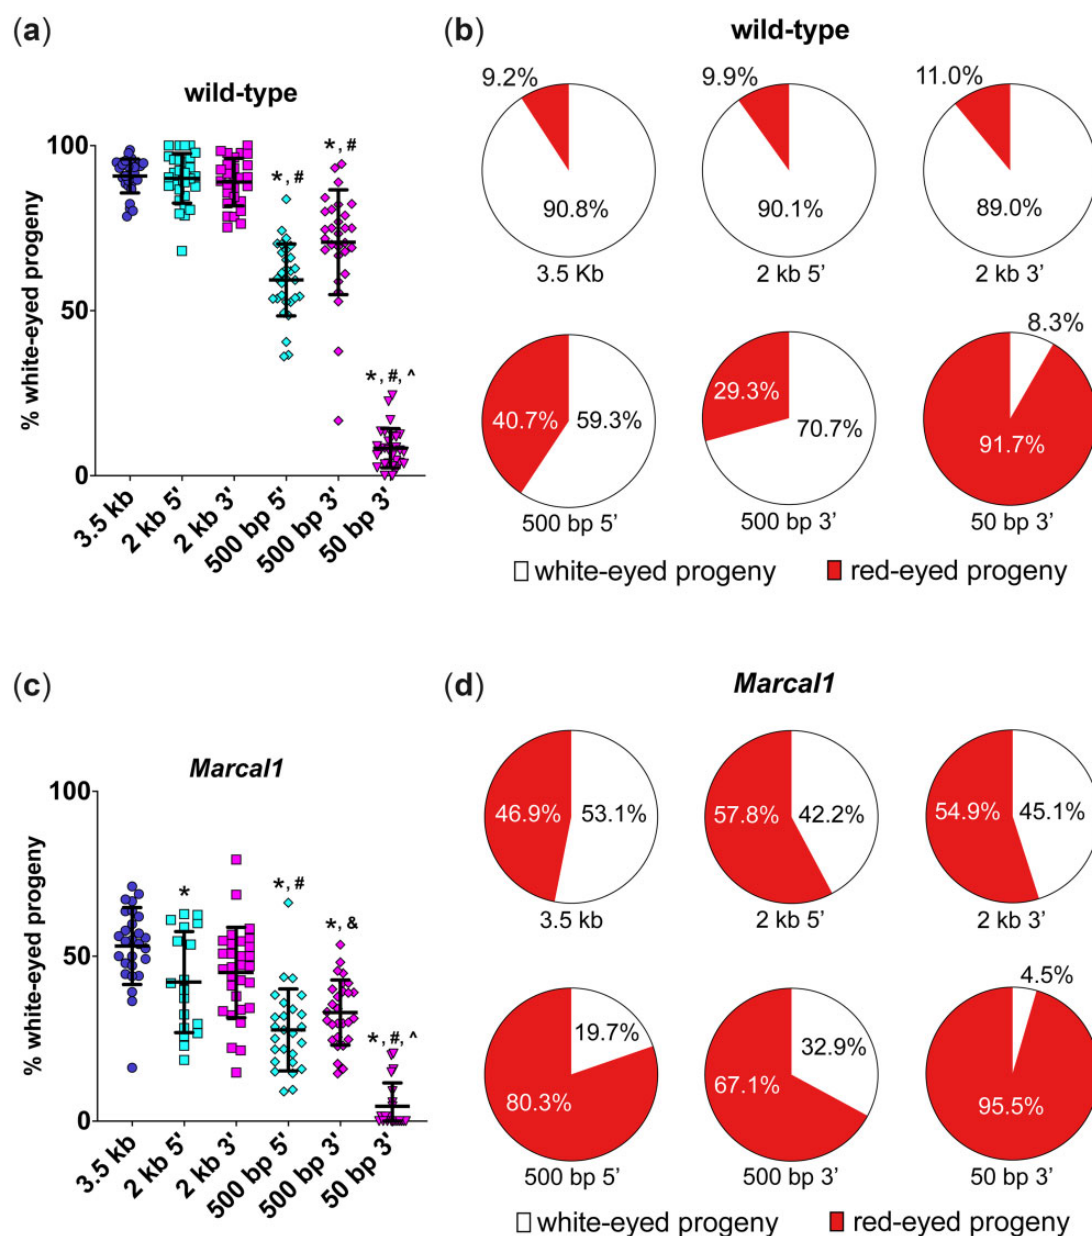 (a)
wild-type
% white-eyed progeny
100
50
0
*, #
*, #
*, #, ^
3.5 kb
2 kb 5'
2 kb 3'
500 bp 5'
500 bp 3'
50 bp 3'
(b)
wild-type
9.2%
90.8%
3.5 Kb
9.9%
90.1%
2 kb 5'
11.0%
89.0%
2 kb 3'
40.7%
59.3%
500 bp 5'
29.3%
70.7%
500 bp 3'
8.3%
91.7%
50 bp 3'
white-eyed progeny
red-eyed progeny
(c)
Marcal1
% white-eyed progeny
100
50
0
*
*, #
*, &
*, #, ^
3.5 kb
2 kb 5'
2 kb 3'
500 bp 5'
500 bp 3'
50 bp 3'
(d)
Marcal1
46.9%
53.1%
3.5 kb
57.8%
42.2%
2 kb 5'
54.9%
45.1%
2 kb 3'
19.7%
80.3%
500 bp 5'
32.9%
67.1%
500 bp 3'
4.5%
95.5%
50 bp 3'
white-eyed progeny
red-eyed progeny